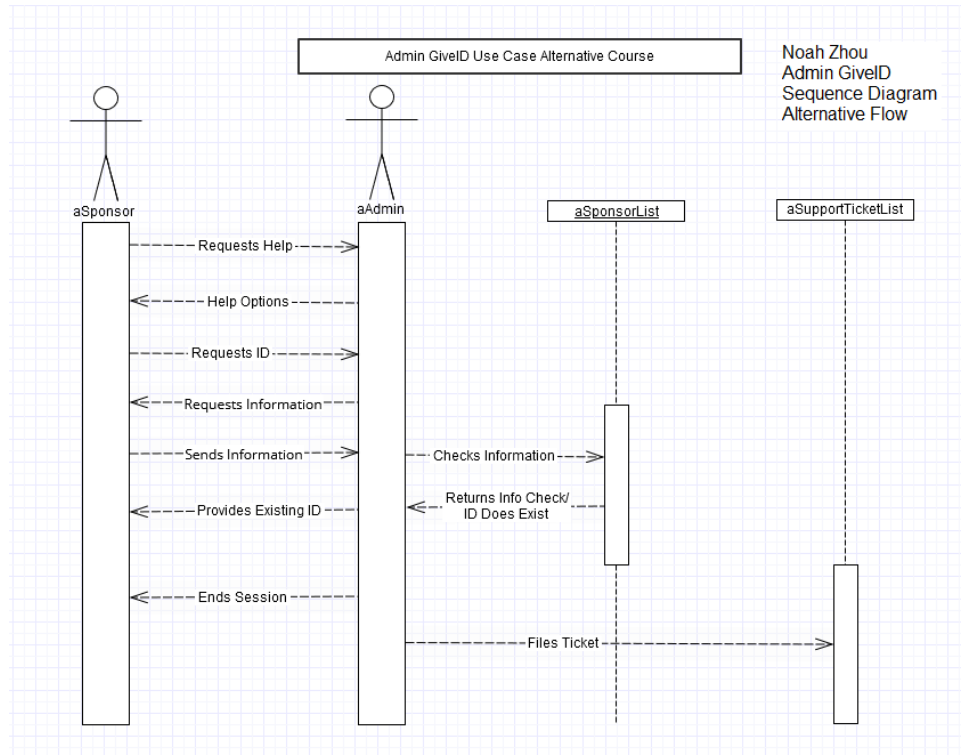 Admin GiveID Use Case Alternative Course
Noah Zhou
Admin GiveID
Sequence Diagram
Alternative Flow
aSponsor
aAdmin
aSponsorList
aSupportTicketList
Requests Help
Help Options
Requests ID
Requests Information
Sends Information
Checks Information
Returns Info Check/
ID Does Exist
Provides Existing ID
Ends Session
Files Ticket